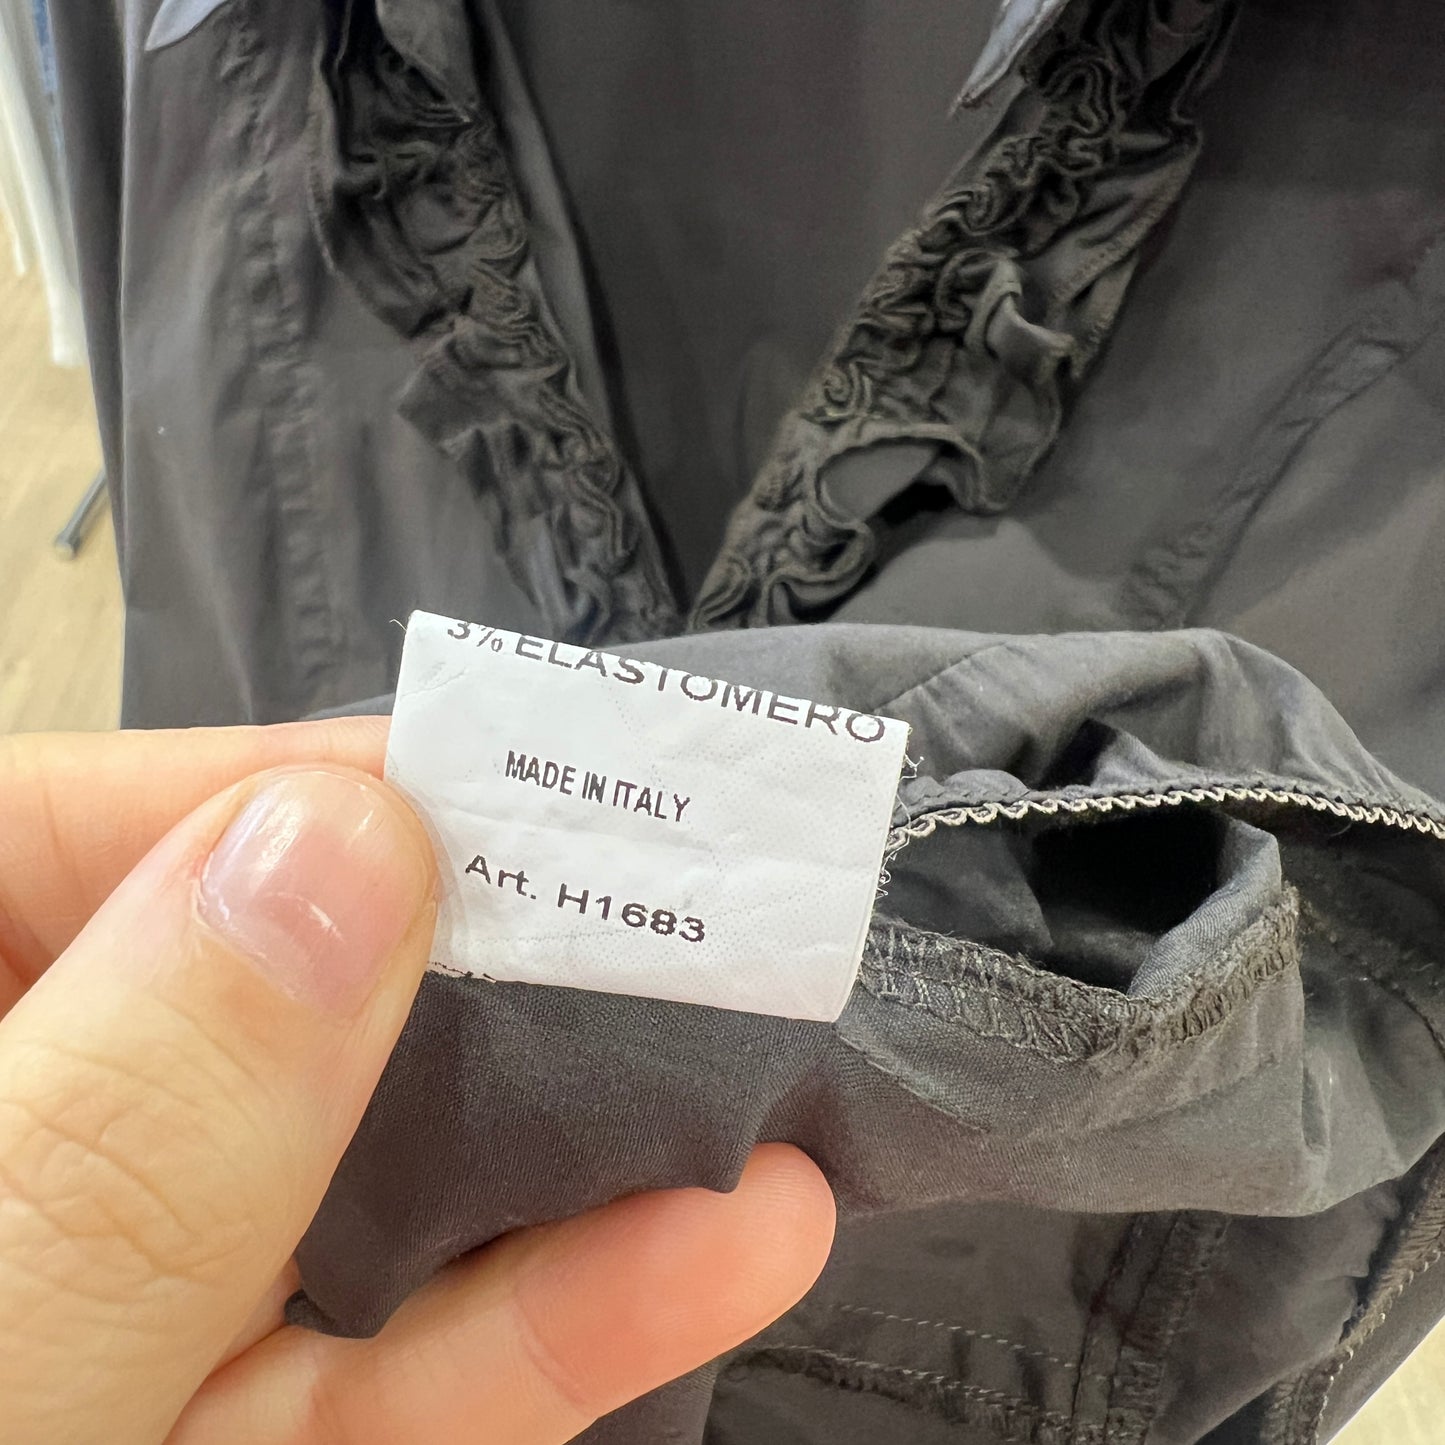 3% ELASTOMERO
MADE IN ITALY
Art. H1683